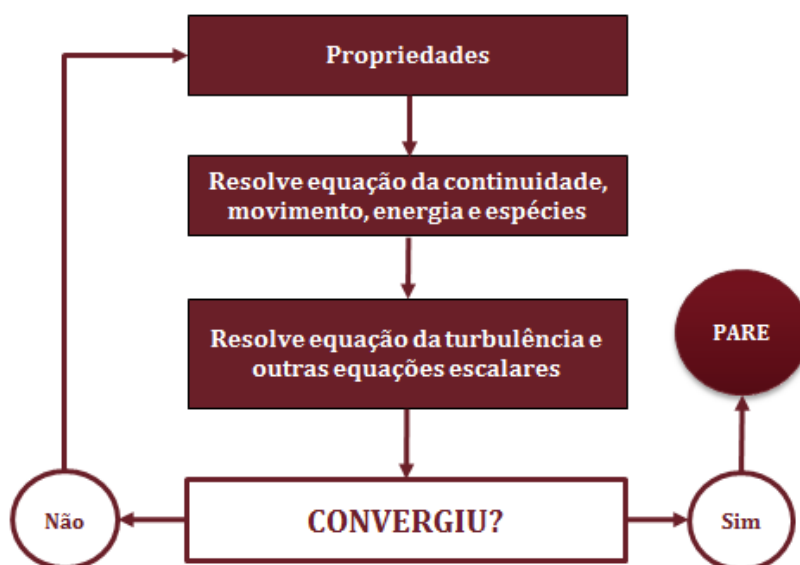 Propriedades
Resolve equação da continuidade,
movimento, energia e espécies
Resolve equação da turbulência e
outras equações escalares
PARE
Não
CONVERGIU?
Sim